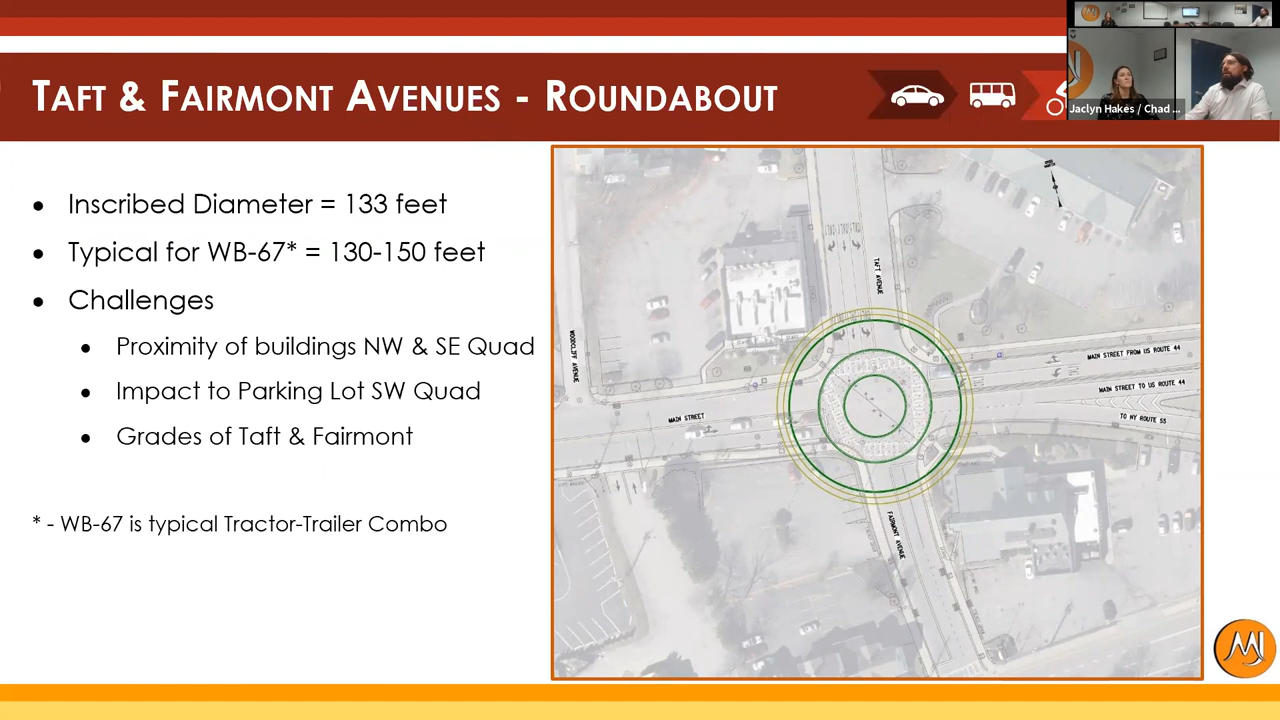 TAFT & FAIRMONT AVENUES - ROUNDABOUT
Jaclyn Hakes / Chad ...
• Inscribed Diameter = 133 feet
• Typical for WB-67* = 130-150 feet
• Challenges
• Proximity of buildings NW & SE Quad
• Impact to Parking Lot SW Quad
• Grades of Taft & Fairmont
* - WB-67 is typical Tractor-Trailer Combo
TAFT AVENUE
WOODCLIFF AVENUE
MAIN STREET FROM US ROUTE 44
MAIN STREET TO US ROUTE 44
TO NY ROUTE 55
MAIN STREET
FAIRMONT AVENUE
MJ